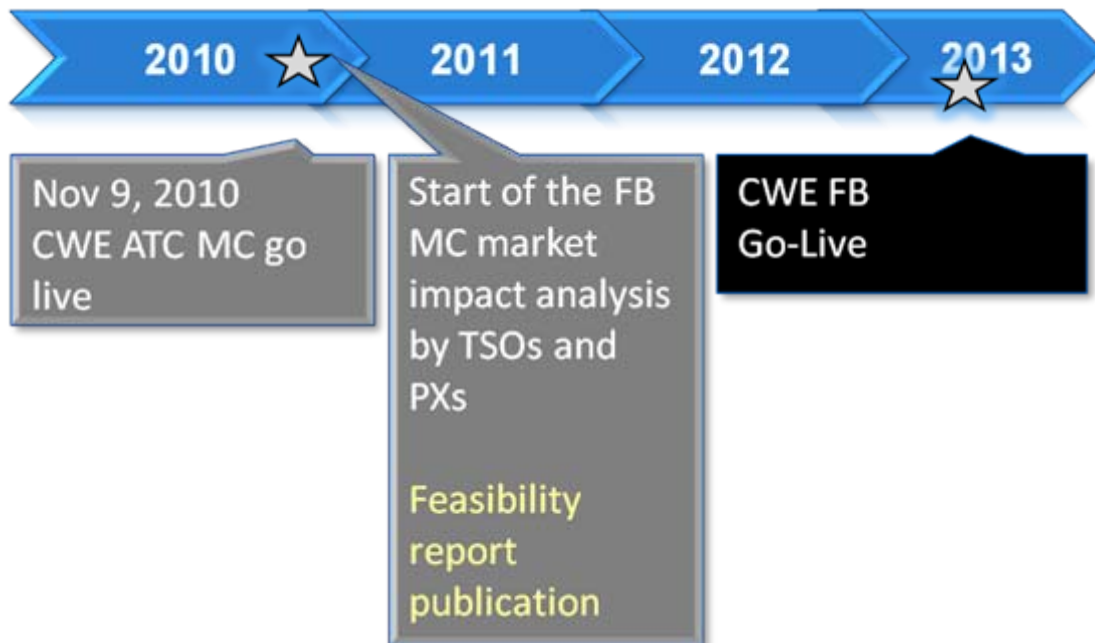 2010
2011
2012
2013
Nov 9, 2010
CWE ATC MC go
live
Start of the FB
MC market
impact analysis
by TSOs and
PXs
Feasibility
report
publication
CWE FB
Go-Live